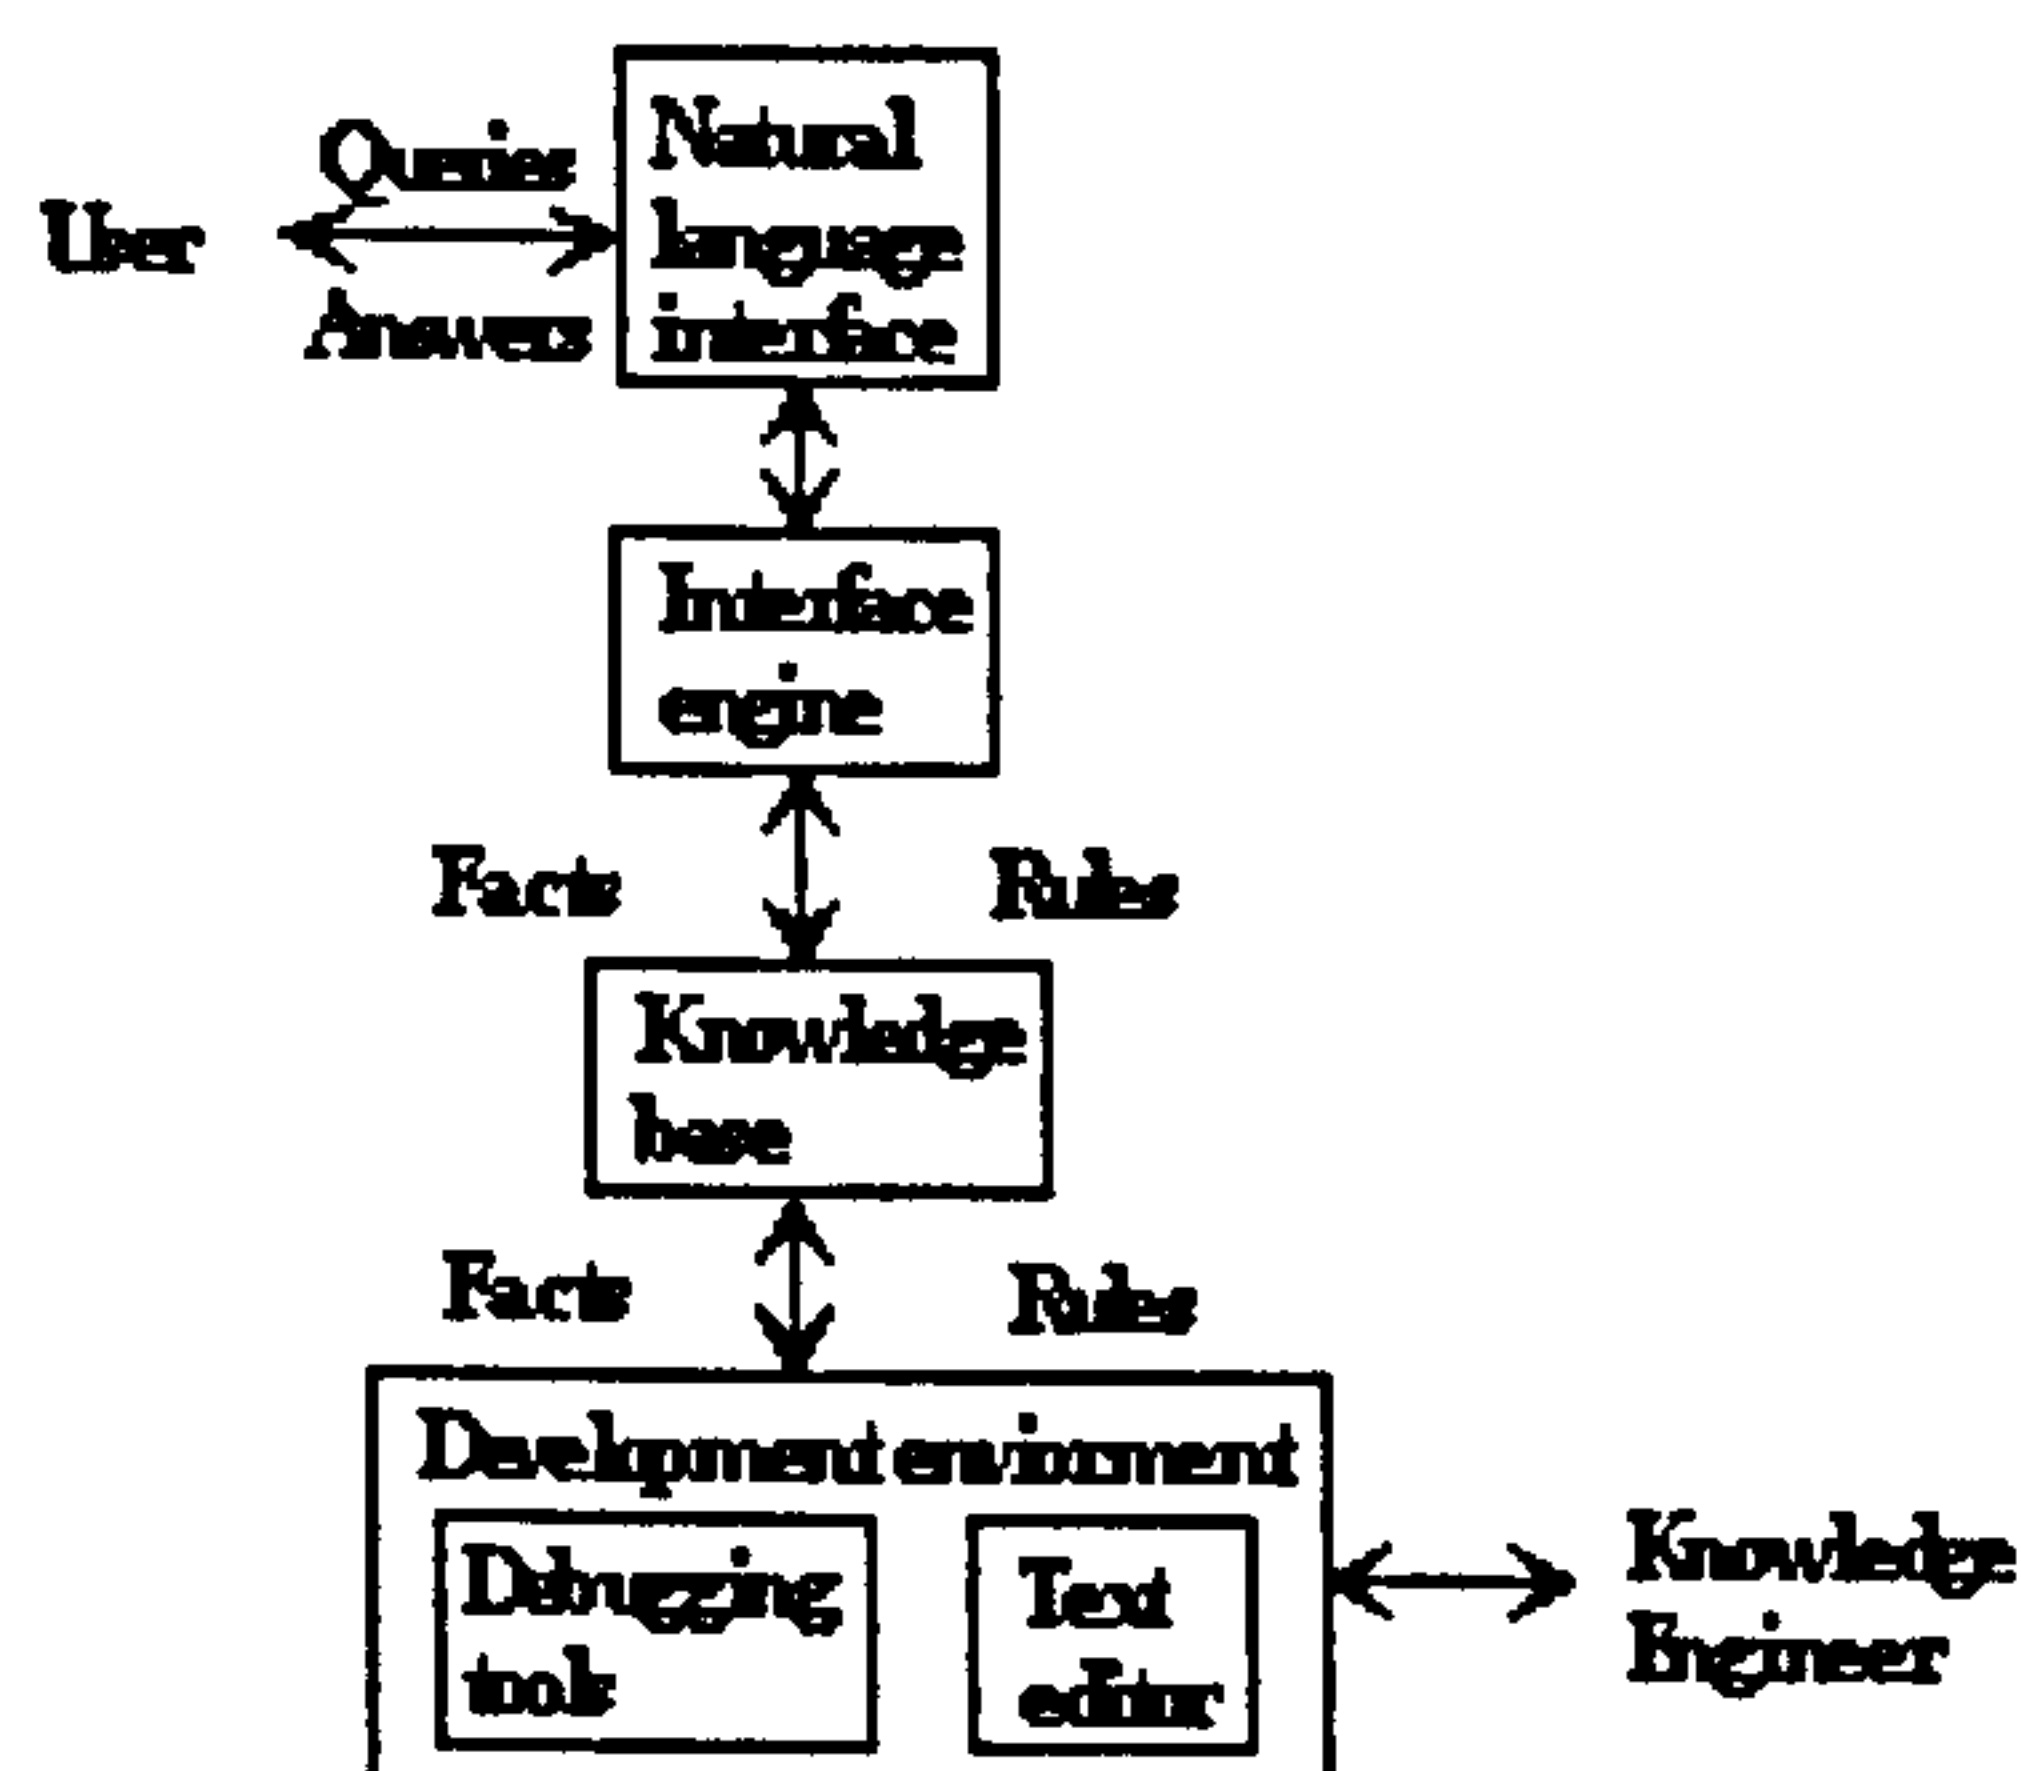 Queries
User
Answers
Natural
language
interface
Interface
engine
Facts
Rules
Knowledge
base
Facts
Rules
Development environment
Debugging
tools
Text
editor
Knowledge
Engineer